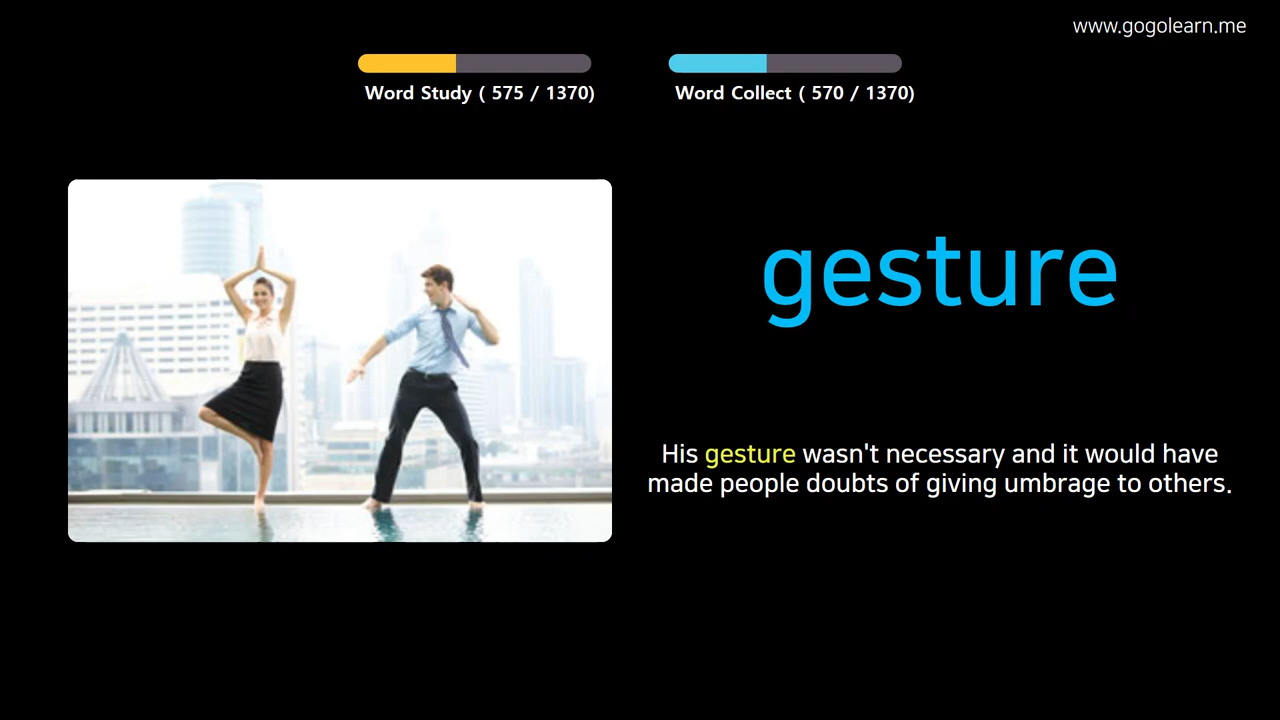 www.gogolearn.me
Word Study ( 575 / 1370)
Word Collect ( 570 / 1370)
gesture
His gesture wasn't necessary and it would have
made people doubts of giving umbrage to others.